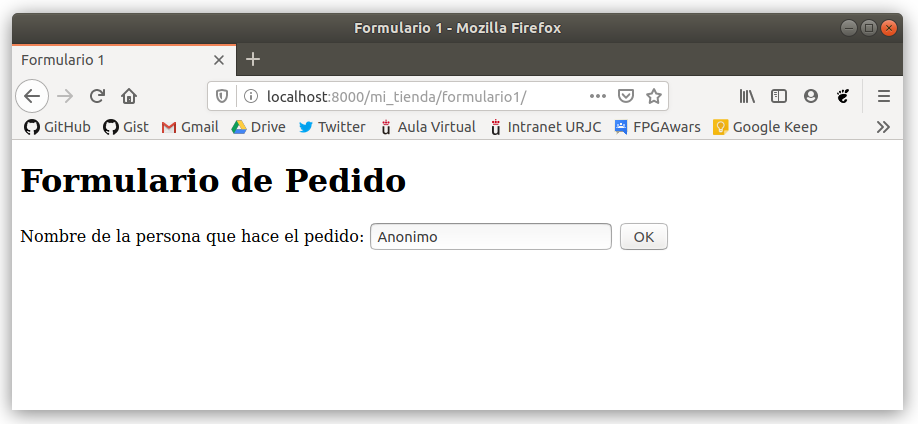 Formulario 1 - Mozilla Firefox
Formulario 1
localhost:8000/mi_tienda/formulario1/
GitHub Gist Gmail Drive Twitter Aula Virtual Intranet URJC FPGAwars Google Keep
Formulario de Pedido
Nombre de la persona que hace el pedido: Anonimo OK